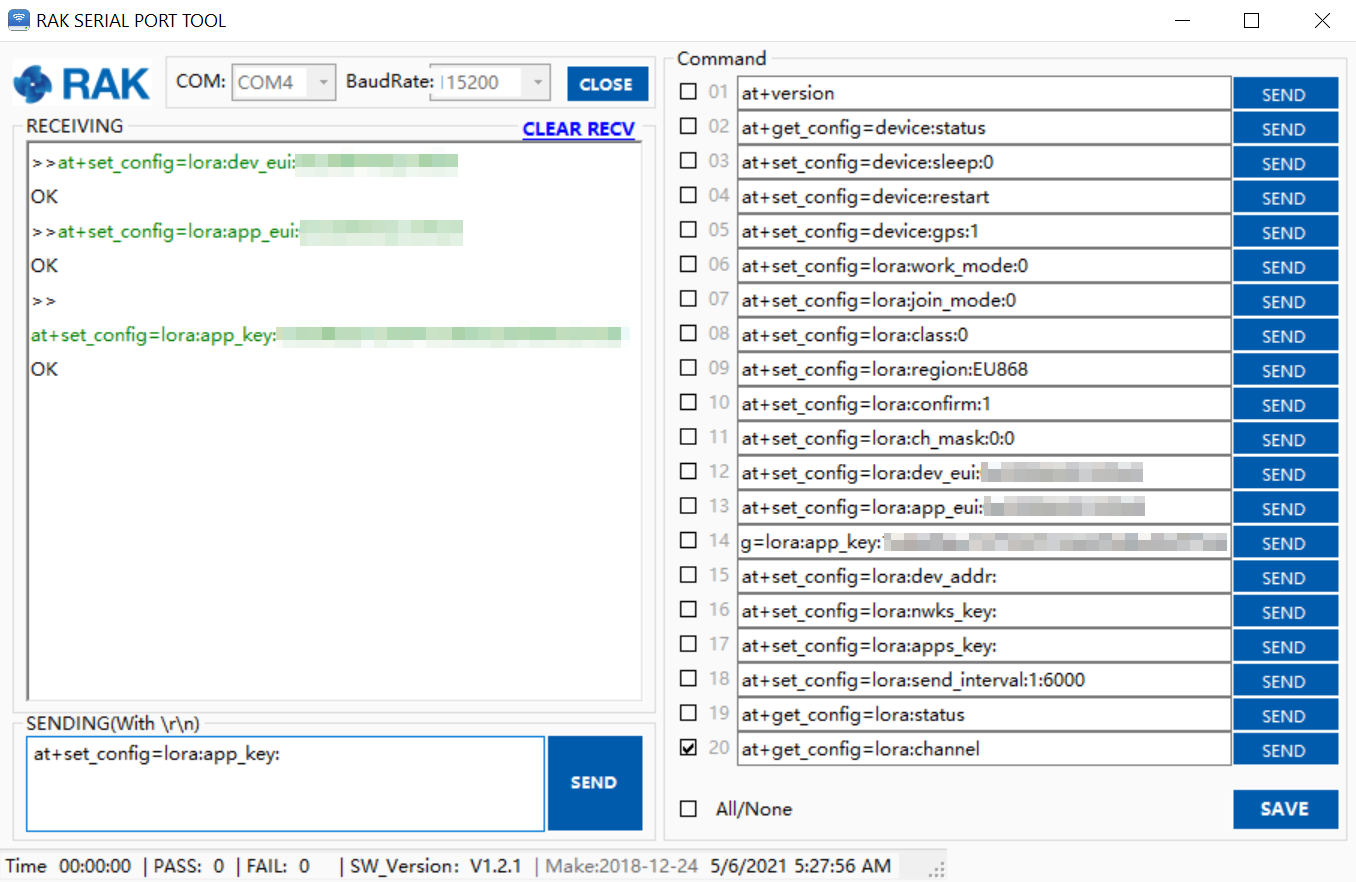 RAK SERIAL PORT TOOL
RAK
COM: COM4 BaudRate: 115200 CLOSE
RECEIVING
CLEAR RECV
>>at+set_config=lora:dev_eui:
OK
>>at+set_config=lora:app_eui:
OK
>>
at+set_config=lora:app_key:
OK
SENDING(With \r\n)
at+set_config=lora:app_key:
SEND
Command
01 at+version SEND
02 at+get_config=device:status SEND
03 at+set_config=device:sleep:0 SEND
04 at+set_config=device:restart SEND
05 at+set_config=device:gps:1 SEND
06 at+set_config=lora:work_mode:0 SEND
07 at+set_config=lora:join_mode:0 SEND
08 at+set_config=lora:class:0 SEND
09 at+set_config=lora:region:EU868 SEND
10 at+set_config=lora:confirm:1 SEND
11 at+set_config=lora:ch_mask:0:0 SEND
12 at+set_config=lora:dev_eui: SEND
13 at+set_config=lora:app_eui: SEND
14 g=lora:app_key: SEND
15 at+set_config=lora:dev_addr: SEND
16 at+set_config=lora:nwks_key: SEND
17 at+set_config=lora:apps_key: SEND
18 at+set_config=lora:send_interval:1:6000 SEND
19 at+get_config=lora:status SEND
20 at+get_config=lora:channel SEND
All/None
SAVE
Time 00:00:00 | PASS: 0 | FAIL: 0 | SW_Version: V1.2.1 | Make:2018-12-24 5/6/2021 5:27:56 AM